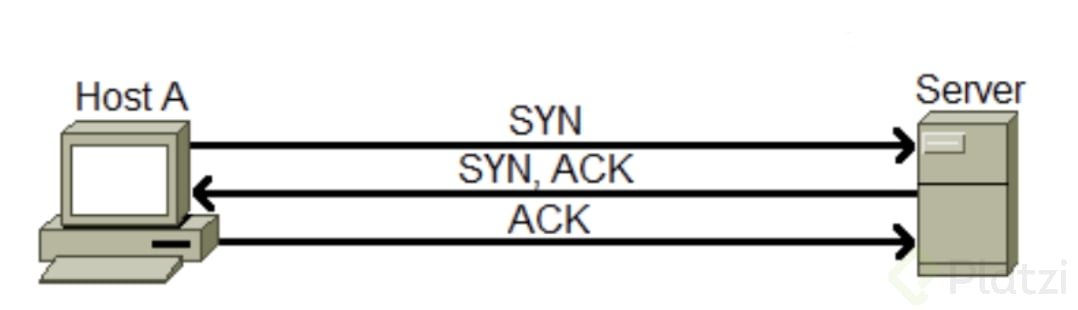 Host A
Server
SYN
SYN, ACK
ACK
Platzi